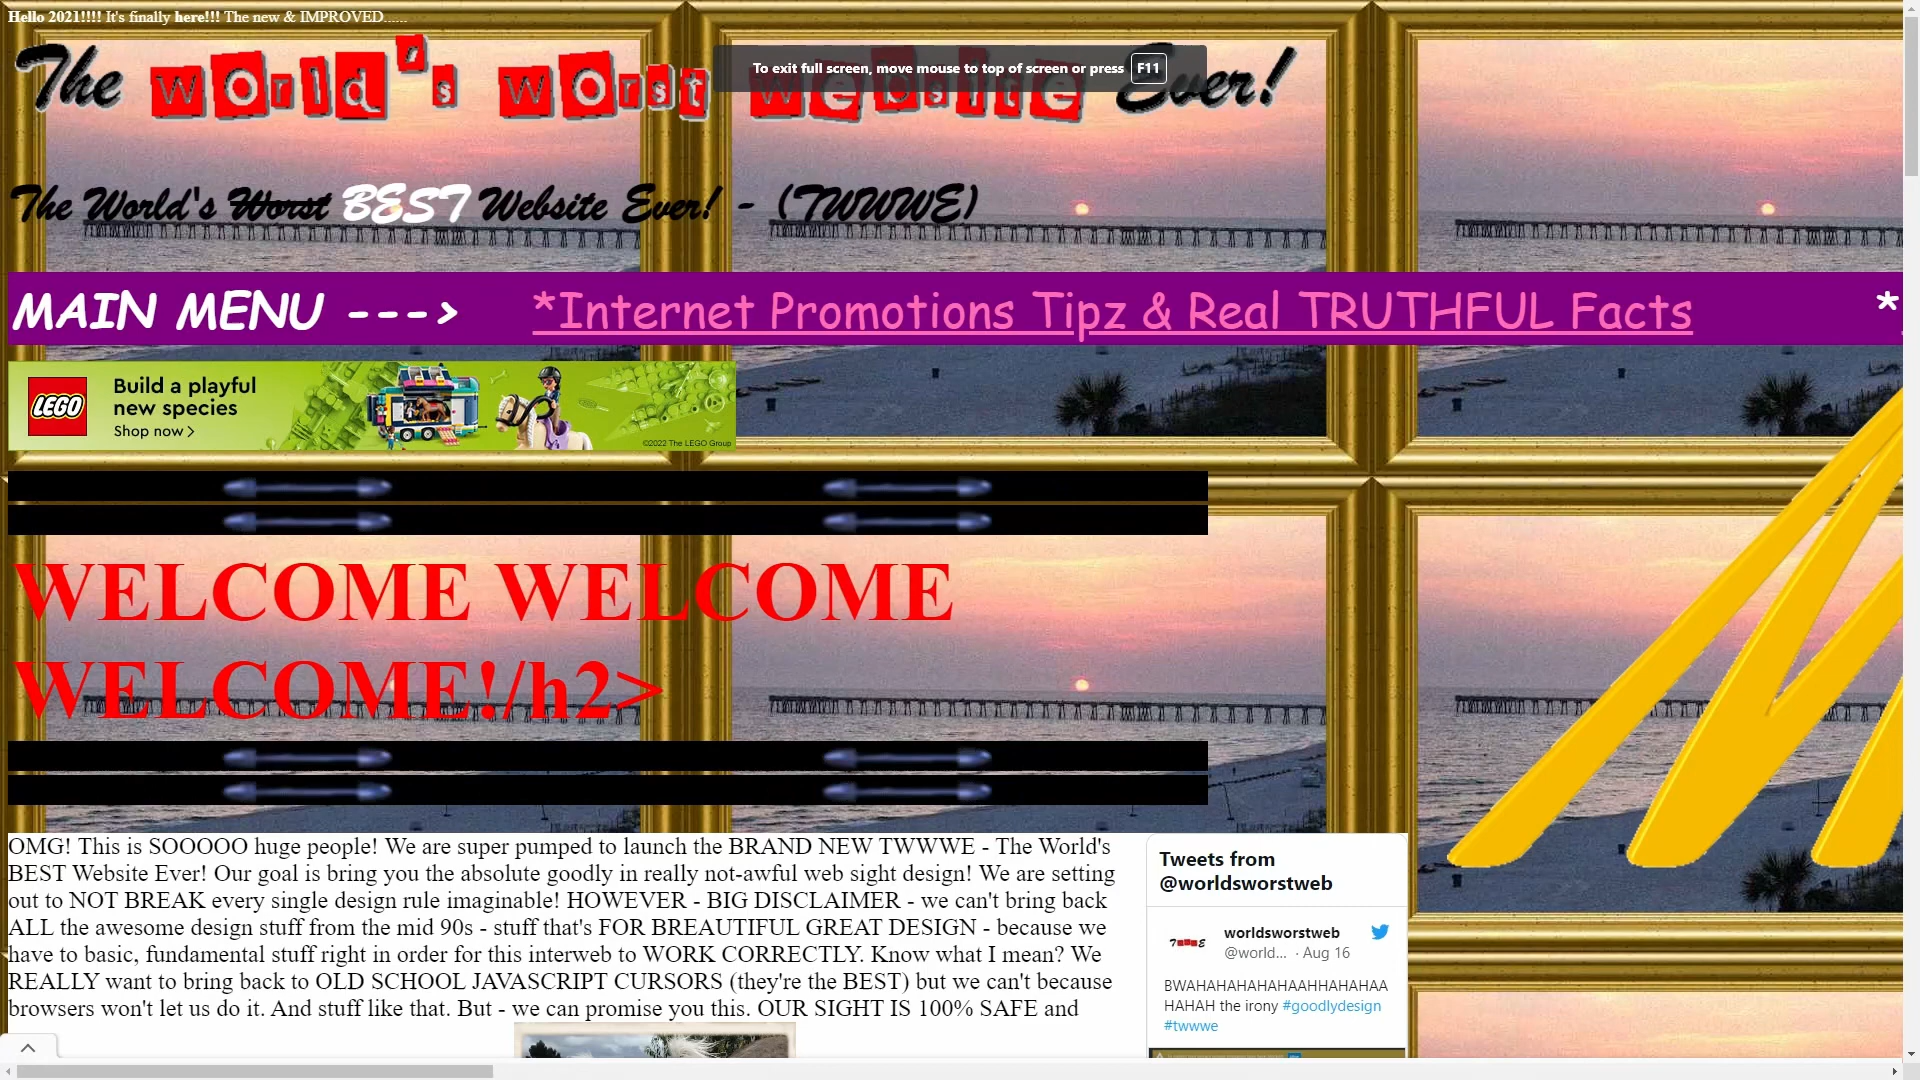 Hello 2021!!!! It's finally here!!! The new & IMPROVED......
The world's worst website Ever!
To exit full screen, move mouse to top of screen or press F11
The World's Worst BEST Website Ever! - (TWWWE)
MAIN MENU ---> *Internet Promotions Tipz & Real TRUTHFUL Facts *
LEGO
Build a playful
new species
Shop now >
©2022 The LEGO Group
WELCOME WELCOME
WELCOME!/h2>
OMG! This is SOOOOO huge people! We are super pumped to launch the BRAND NEW TWWWE - The World's
BEST Website Ever! Our goal is bring you the absolute goodly in really not-awful web sight design! We are setting
out to NOT BREAK every single design rule imaginable! HOWEVER - BIG DISCLAIMER - we can't bring back
ALL the awesome design stuff from the mid 90s - stuff that's FOR BREAUTIFUL GREAT DESIGN - because we
have to basic, fundamental stuff right in order for this interweb to WORK CORRECTLY. Know what I mean? We
REALLY want to bring back to OLD SCHOOL JAVASCRIPT CURSORS (they're the BEST) but we can't because
browsers won't let us do it. And stuff like that. But - we can promise you this. OUR SIGHT IS 100% SAFE and
Tweets from
@worldsworstweb
worldsworstweb
@world... · Aug 16
BWAHAHAHAHAHAAHHAHAHAA
HAHAH the irony #goodlydesign
#twwwe